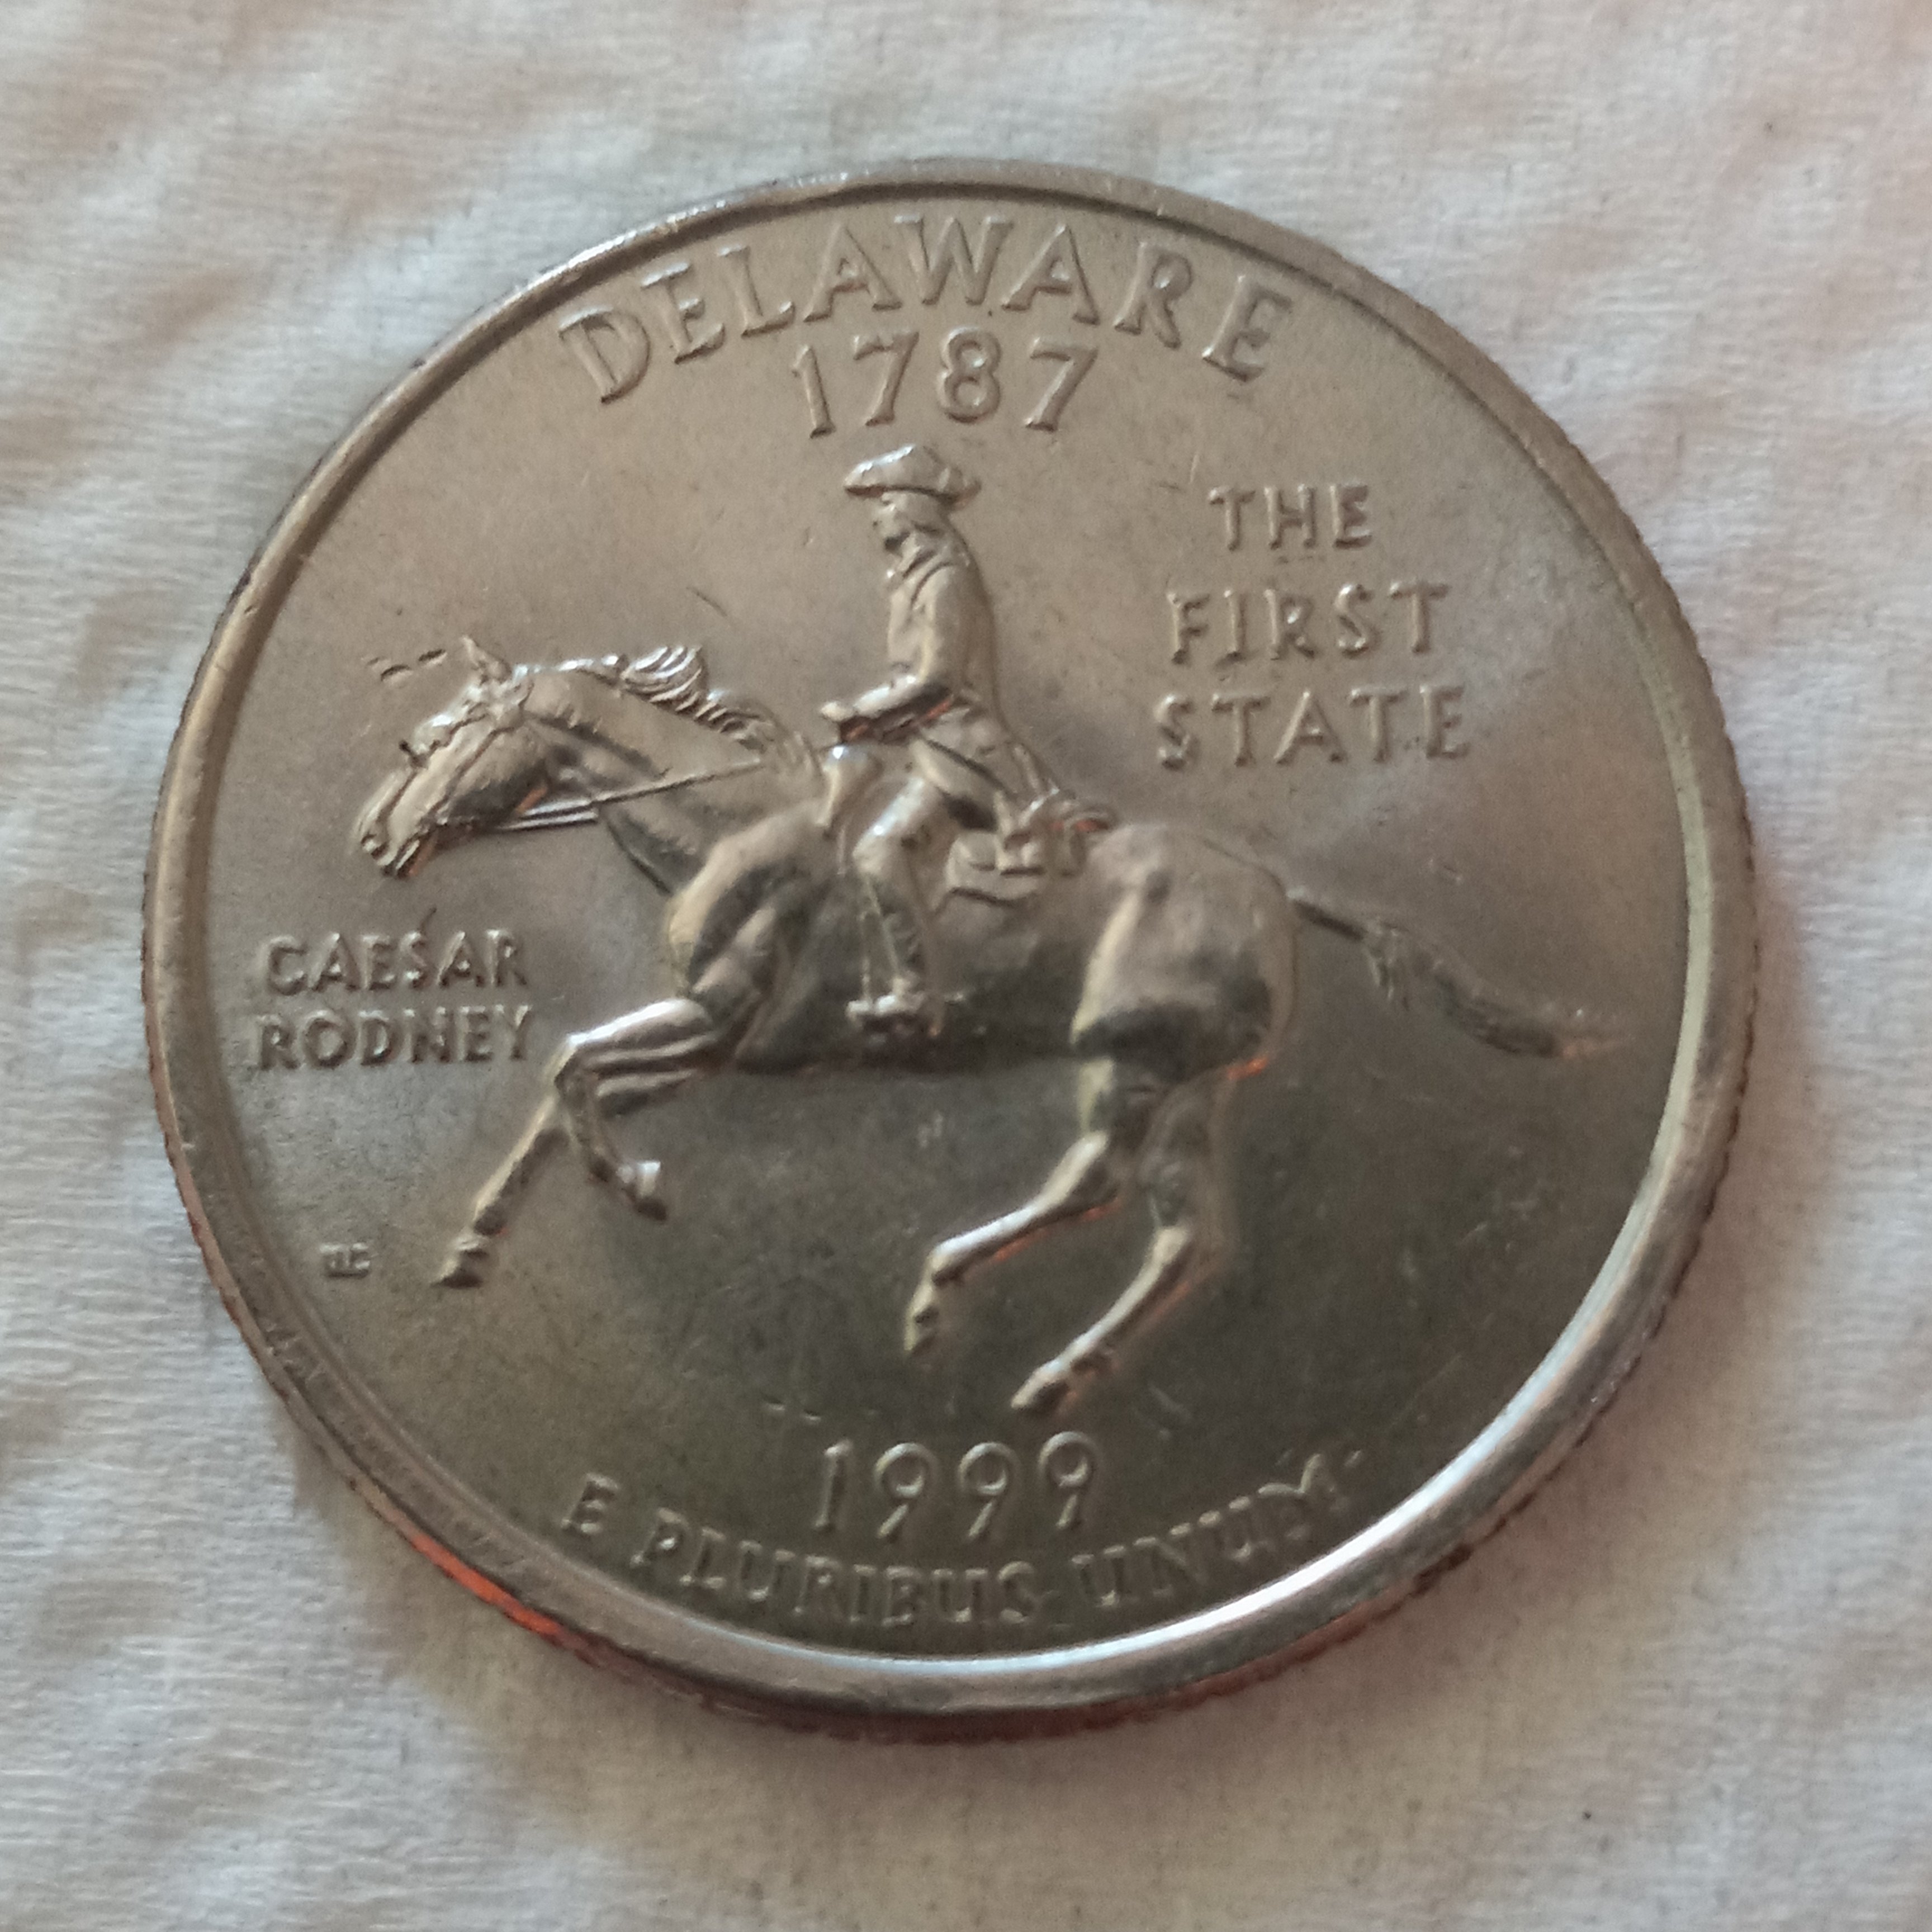 DELAWARE
1787
THE
FIRST
STATE
CAESAR
RODNEY
1999
E PLURIBUS UNUM